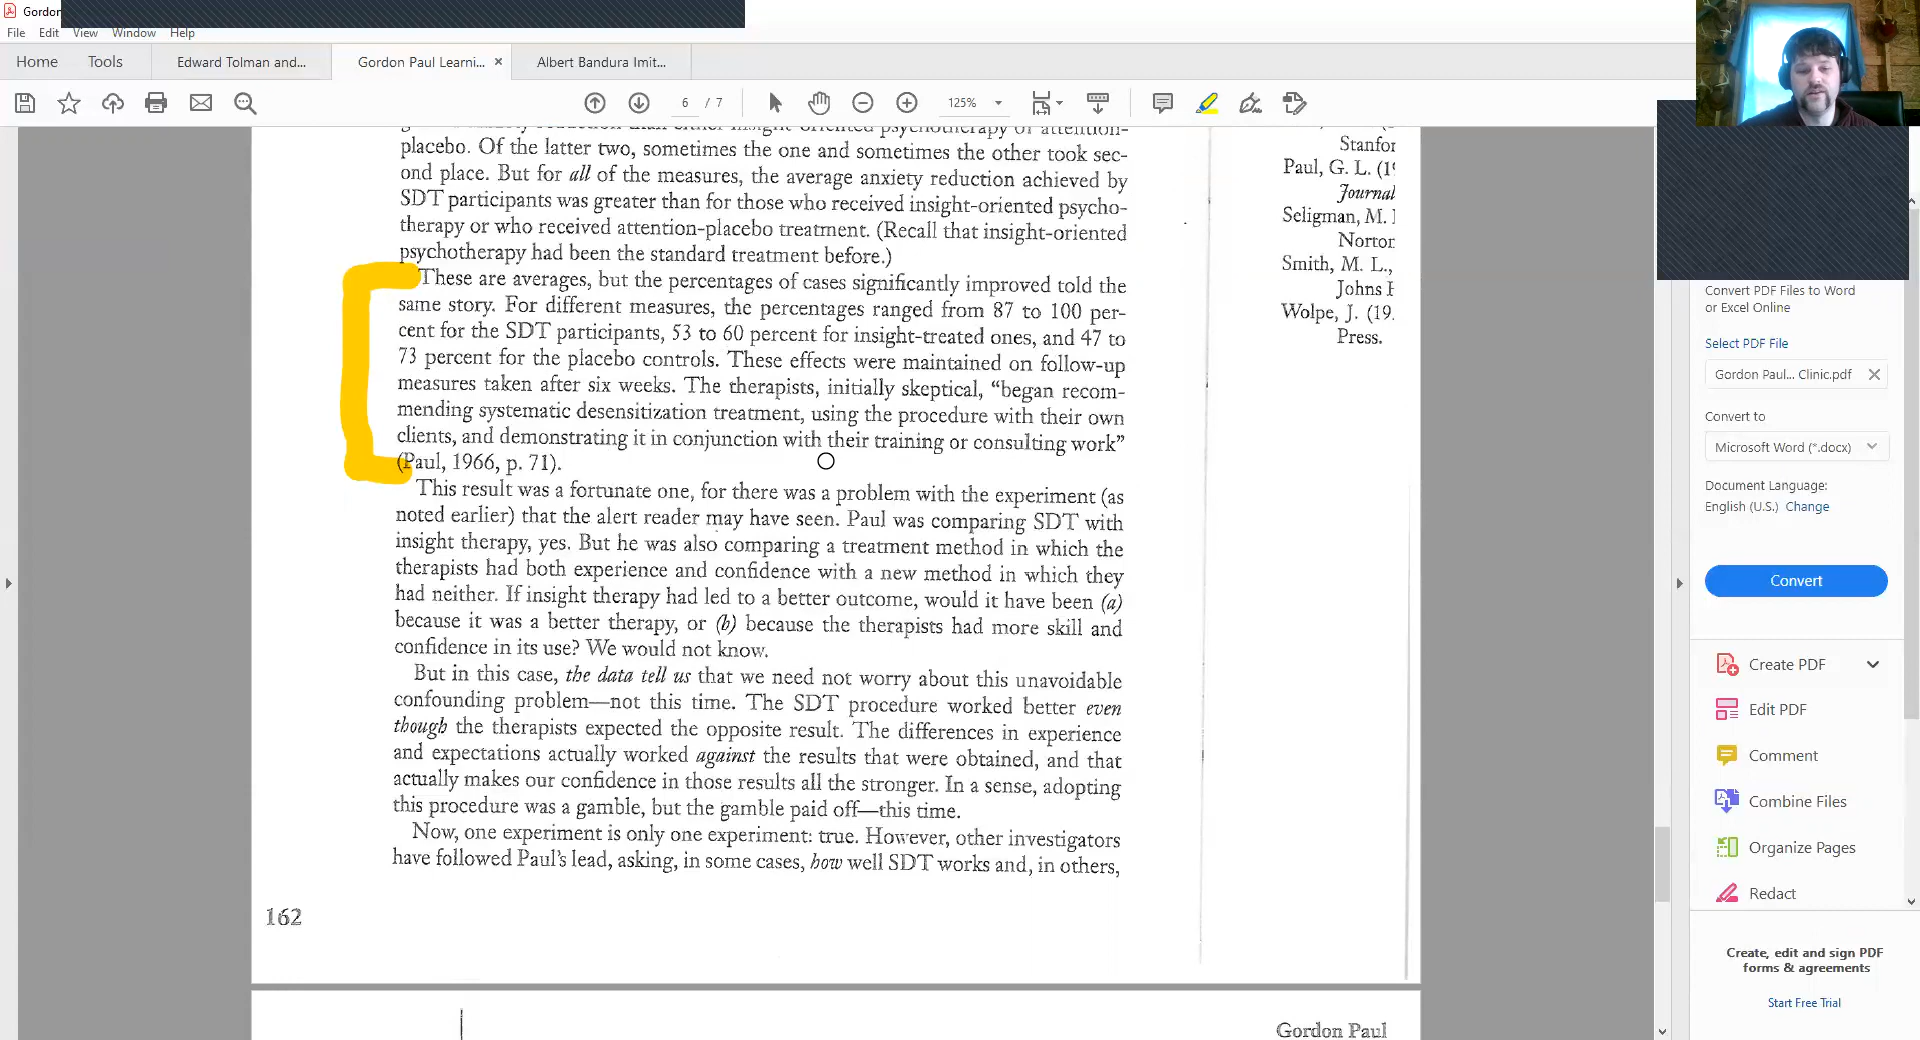 Gordon
File Edit View Window Help
Home Tools Edward Tolman and... Gordon Paul Learni... × Albert Bandura Imit...
6 / 7 125%
placebo. Of the latter two, sometimes the one and sometimes the other took sec-
ond place. But for all of the measures, the average anxiety reduction achieved by
SDT participants was greater than for those who received insight-oriented psycho-
therapy or who received attention-placebo treatment. (Recall that insight-oriented
psychotherapy had been the standard treatment before.)
These are averages, but the percentages of cases significantly improved told the
same story. For different measures, the percentages ranged from 87 to 100 per-
cent for the SDT participants, 53 to 60 percent for insight-treated ones, and 47 to
73 percent for the placebo controls. These effects were maintained on follow-up
measures taken after six weeks. The therapists, initially skeptical, “began recom-
mending systematic desensitization treatment, using the procedure with their own
clients, and demonstrating it in conjunction with their training or consulting work”
(Paul, 1966, p. 71).
This result was a fortunate one, for there was a problem with the experiment (as
noted earlier) that the alert reader may have seen. Paul was comparing SDT with
insight therapy, yes. But he was also comparing a treatment method in which the
therapists had both experience and confidence with a new method in which they
had neither. If insight therapy had led to a better outcome, would it have been (a)
because it was a better therapy, or (b) because the therapists had more skill and
confidence in its use? We would not know.
But in this case, the data tell us that we need not worry about this unavoidable
confounding problem—not this time. The SDT procedure worked better even
though the therapists expected the opposite result. The differences in experience
and expectations actually worked against the results that were obtained, and that
actually makes our confidence in those results all the stronger. In a sense, adopting
this procedure was a gamble, but the gamble paid off—this time.
Now, one experiment is only one experiment: true. However, other investigators
have followed Paul’s lead, asking, in some cases, how well SDT works and, in others,
162
Gordon Paul
Stanfor
Paul, G. L. (19
Journal
Seligman, M.
Norton
Smith, M. L.,
Johns H
Wolpe, J. (19.
Press.
Convert PDF Files to Word
or Excel Online
Select PDF File
Gordon Paul... Clinic.pdf
Convert to
Microsoft Word (*.docx)
Document Language:
English (U.S.) Change
Convert
Create PDF
Edit PDF
Comment
Combine Files
Organize Pages
Redact
Create, edit and sign PDF
forms & agreements
Start Free Trial